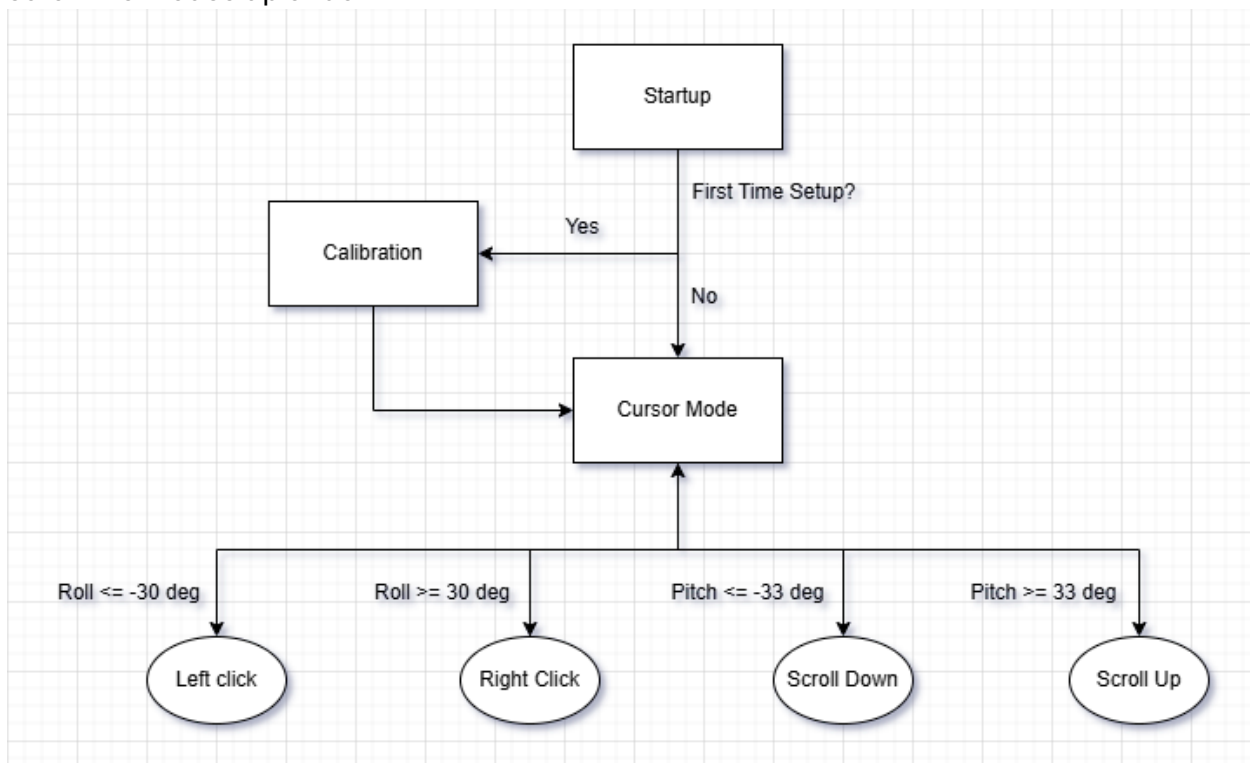 Startup
First Time Setup?
Yes
Calibration
No
Cursor Mode
Roll <= -30 deg
Roll >= 30 deg
Pitch <= -33 deg
Pitch >= 33 deg
Left click
Right Click
Scroll Down
Scroll Up